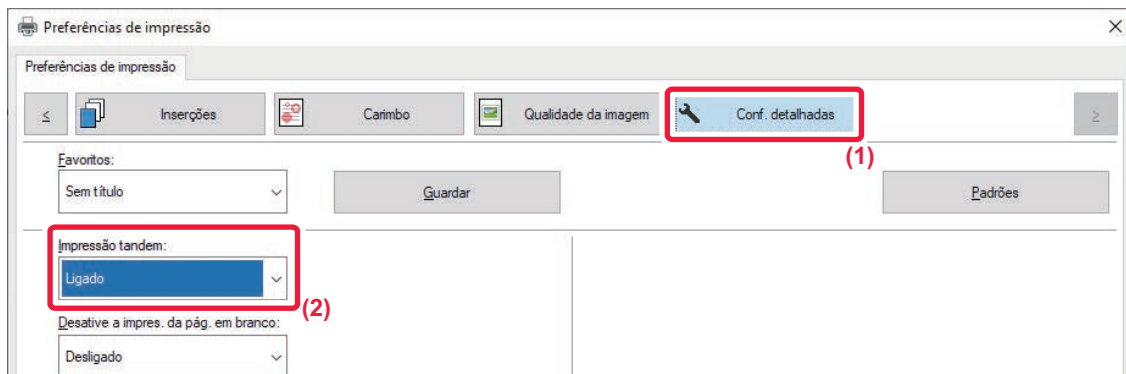 Preferências de impressão
Preferências de impressão
< Inserções Carimbo Qualidade da imagem Conf. detalhadas >
(1)
Favoritos:
Sem título Guardar Padrões
Impressão tandem:
Ligado
(2)
Desative a impres. da pág. em branco:
Desligado